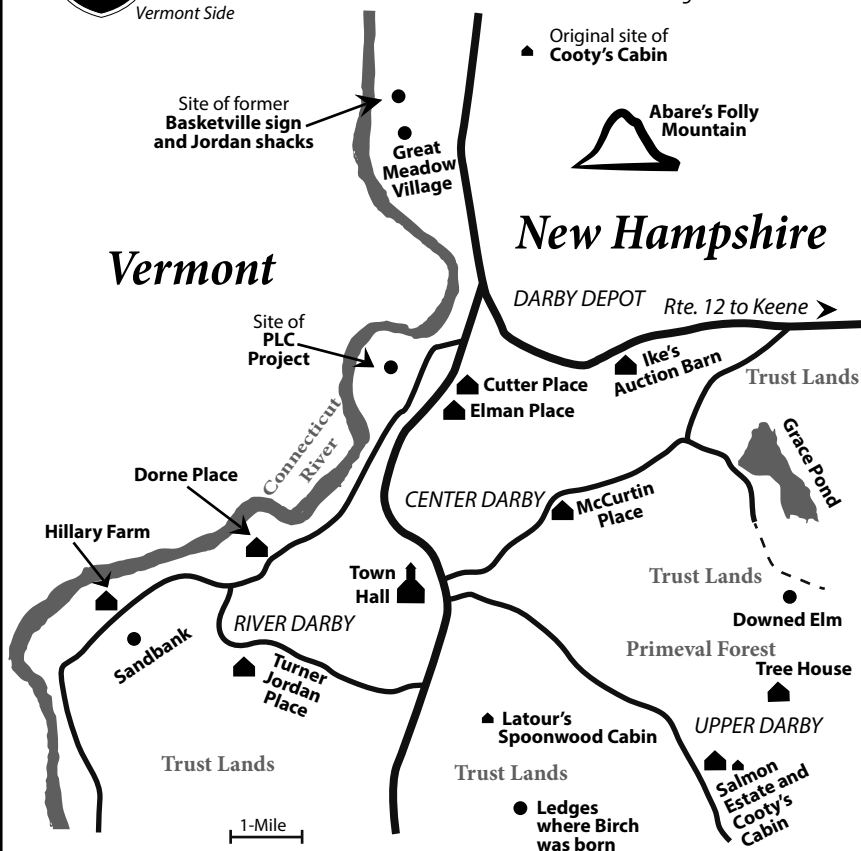 Vermont Side
Original site of
Cooty's Cabin
Site of former
Basketville sign
and Jordan shacks
Abare's Folly
Mountain
Great
Meadow
Village
New Hampshire
Vermont
DARBY DEPOT
Rte. 12 to Keene
Site of
PLC
Project
Ike's
Auction Barn
Trust Lands
Cutter Place
Elman Place
Connecticut
River
Grace Pond
Dorne Place
CENTER DARBY
McCurtin
Place
Hillary Farm
Town
Hall
Trust Lands
Downed Elm
RIVER DARBY
Sandbank
Primeval Forest
Tree House
Turner
Jordan
Place
UPPER DARBY
Latour's
Spoonwood Cabin
Trust Lands
Trust Lands
Salmon
Estate and
Cooty's
Cabin
Ledges
where Birch
was born
1-Mile